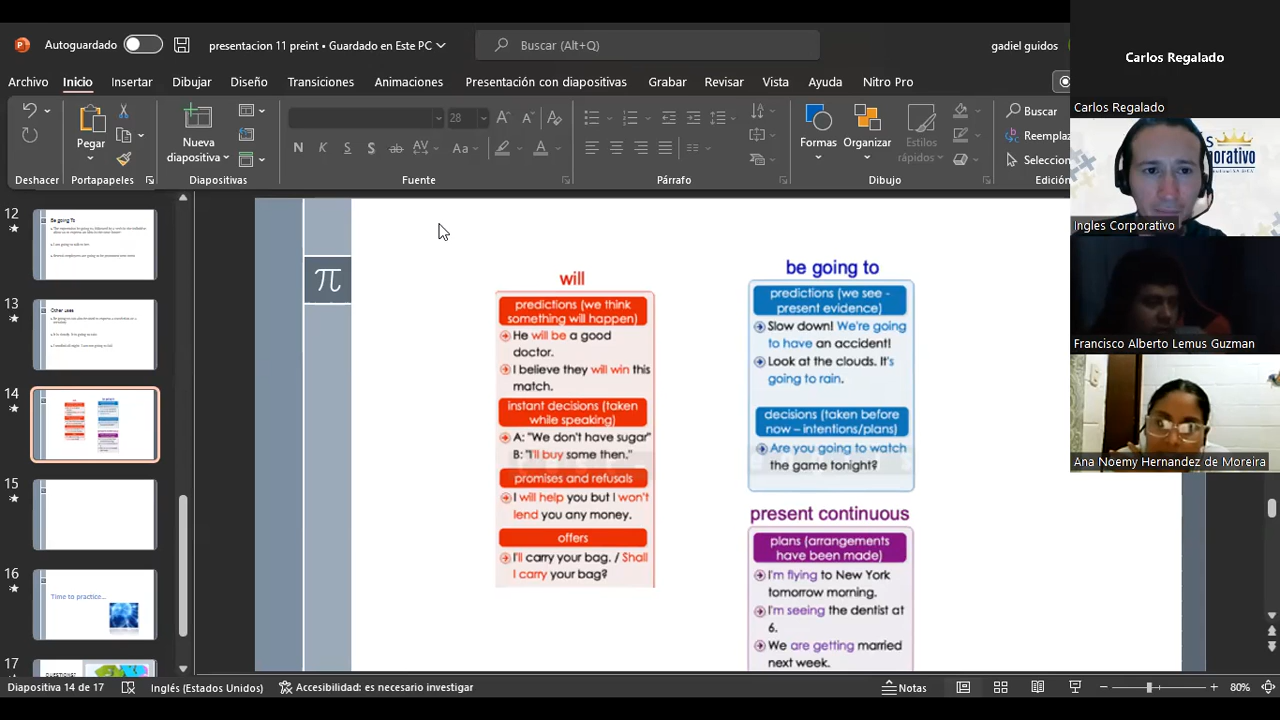 Autoguardado
presentacion 11 preint • Guardado en Este PC
Buscar (Alt+Q)
gadiel guidos
Archivo Inicio Insertar Dibujar Diseño Transiciones Animaciones Presentación con diapositivas Grabar Revisar Vista Ayuda Nitro Pro
Pegar
Nueva
diapositiva
28
N K S S ab AV Aa A
Formas
Organizar
Estilos
rápidos
Buscar
Reempla
Seleccion
Deshacer Portapapeles Diapositivas Fuente Párrafo Dibujo Edición
12
Be going To
13
Other uses
14
15
16
Time to practice...
17
QUESTIONS?
π
will
predictions (we think
something will happen)
He will be a good
doctor.
I believe they will win this
match.
instant decisions (taken
while speaking)
A: "We don't have sugar"
B: "I'll buy some then."
promises and refusals
I will help you but I won't
lend you any money.
offers
I'll carry your bag. / Shall
I carry your bag?
be going to
predictions (we see -
present evidence)
Slow down! We're going
to have an accident!
Look at the clouds. It's
going to rain.
decisions (taken before
now – intentions/plans)
Are you going to watch
the game tonight?
present continuous
plans (arrangements
have been made)
I'm flying to New York
tomorrow morning.
I'm seeing the dentist at
6.
We are getting married
next week.
Carlos Regalado
Carlos Regalado
Ingles Corporativo
Francisco Alberto Lemus Guzman
Ana Noemy Hernandez de Moreira
Diapositiva 14 de 17
Inglés (Estados Unidos)
Accesibilidad: es necesario investigar
Notas
80%